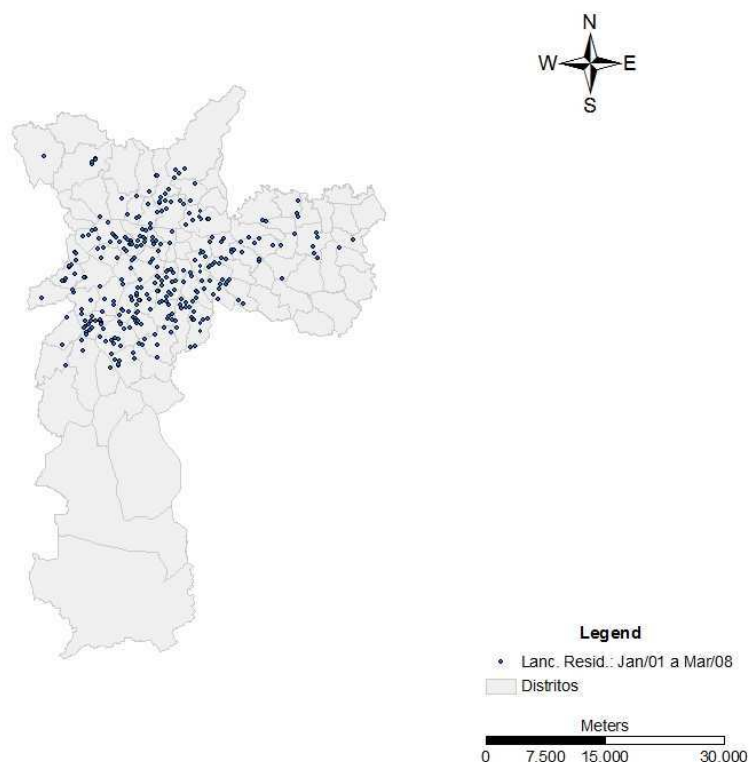 N
W E
S
Legend
Lanc. Resid.: Jan/01 a Mar/08
Distritos
Meters
0 7.500 15.000 30.000